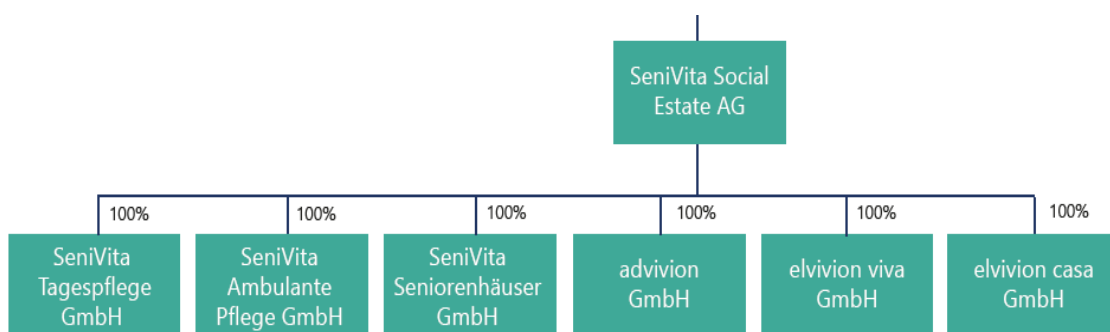 SeniVita Social
Estate AG
100%
100%
100%
100%
100%
100%
SeniVita
Tagespflege
GmbH
SeniVita
Ambulante
Pflege GmbH
SeniVita
Seniorenhäuser
GmbH
advivion
GmbH
elvivion viva
GmbH
elvivion casa
GmbH